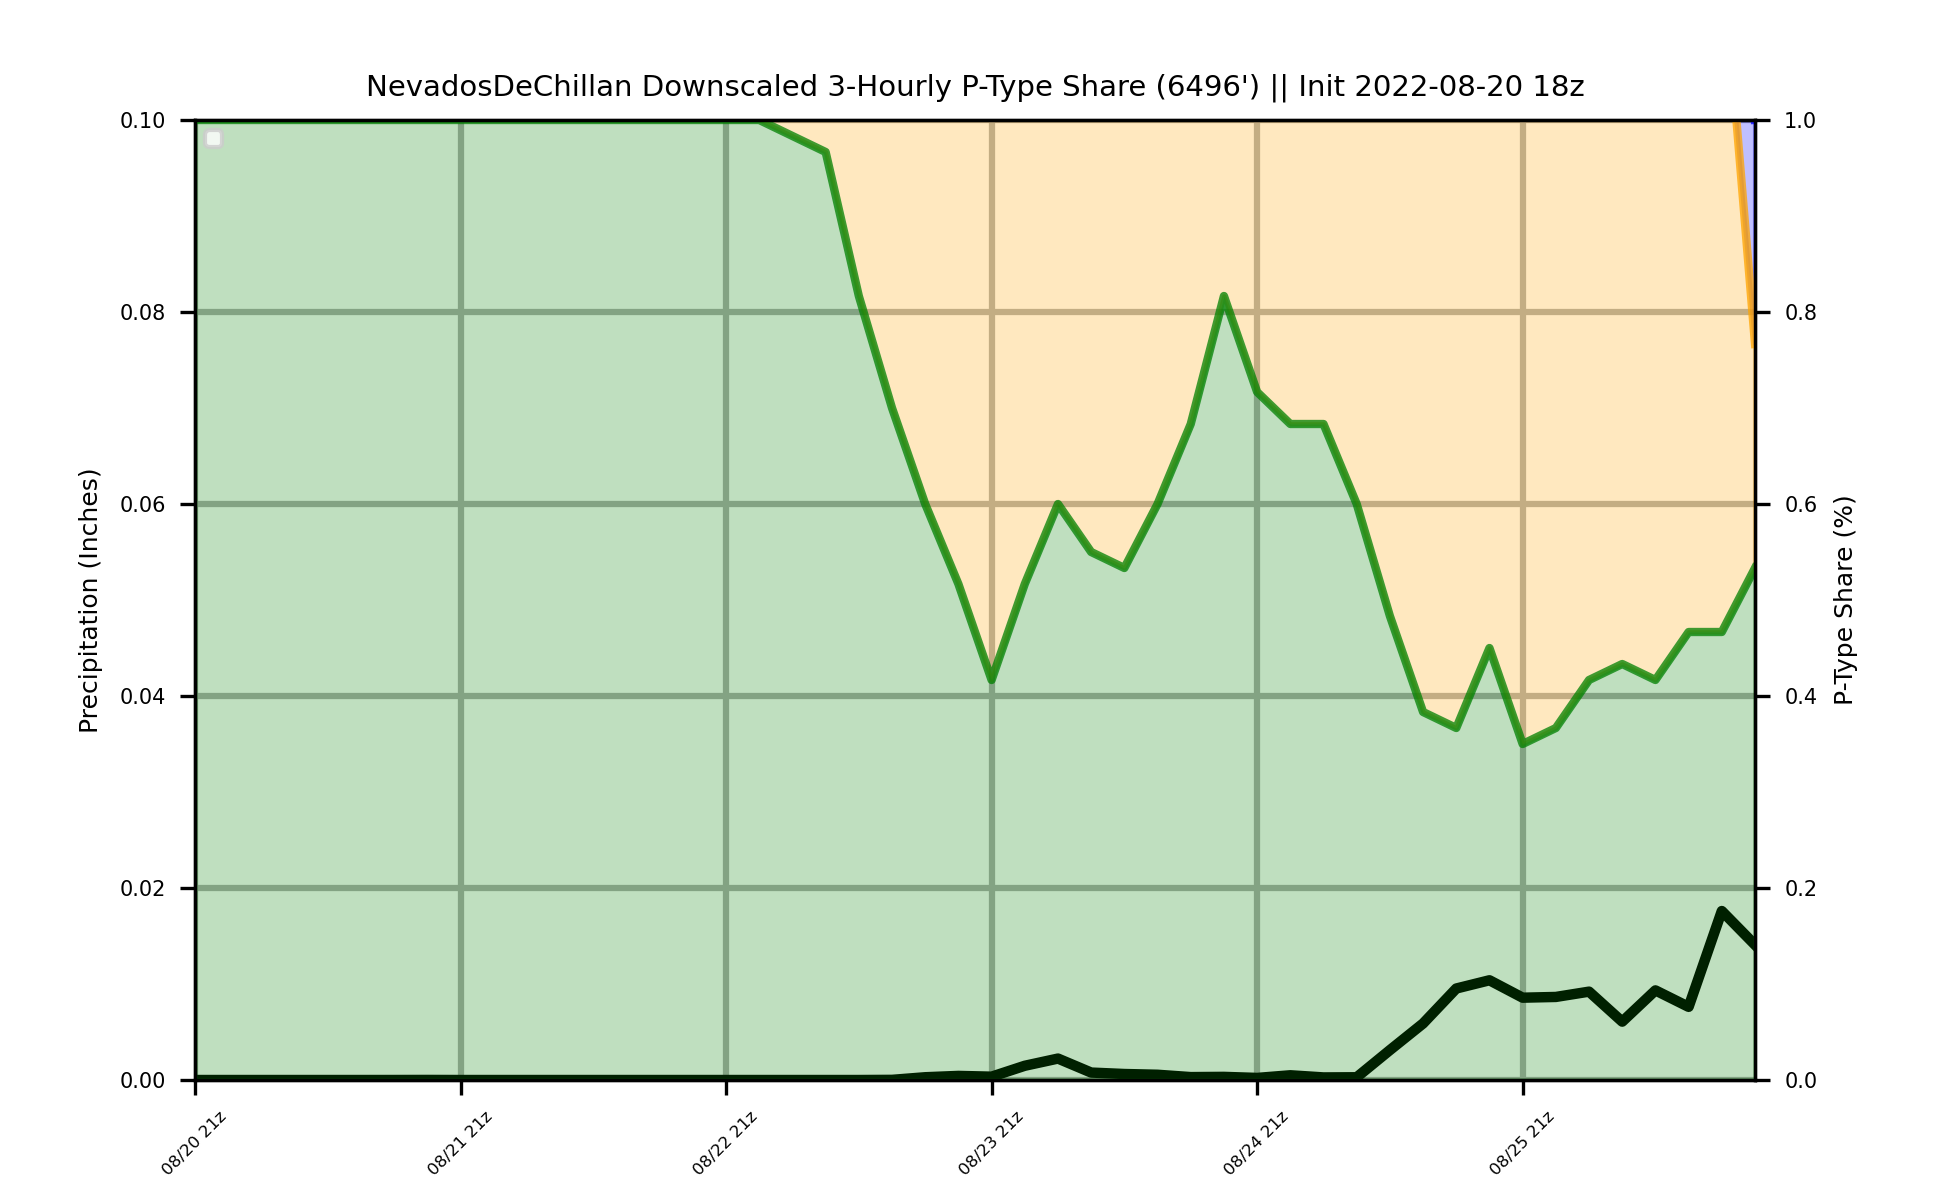 NevadosDeChillan Downscaled 3-Hourly P-Type Share (6496') || Init 2022-08-20 18z
0.10
0.08
0.06
0.04
0.02
0.00
Precipitation (Inches)
1.0
0.8
0.6
0.4
0.2
0.0
P-Type Share (%)
08/20 21z
08/21 21z
08/22 21z
08/23 21z
08/24 21z
08/25 21z